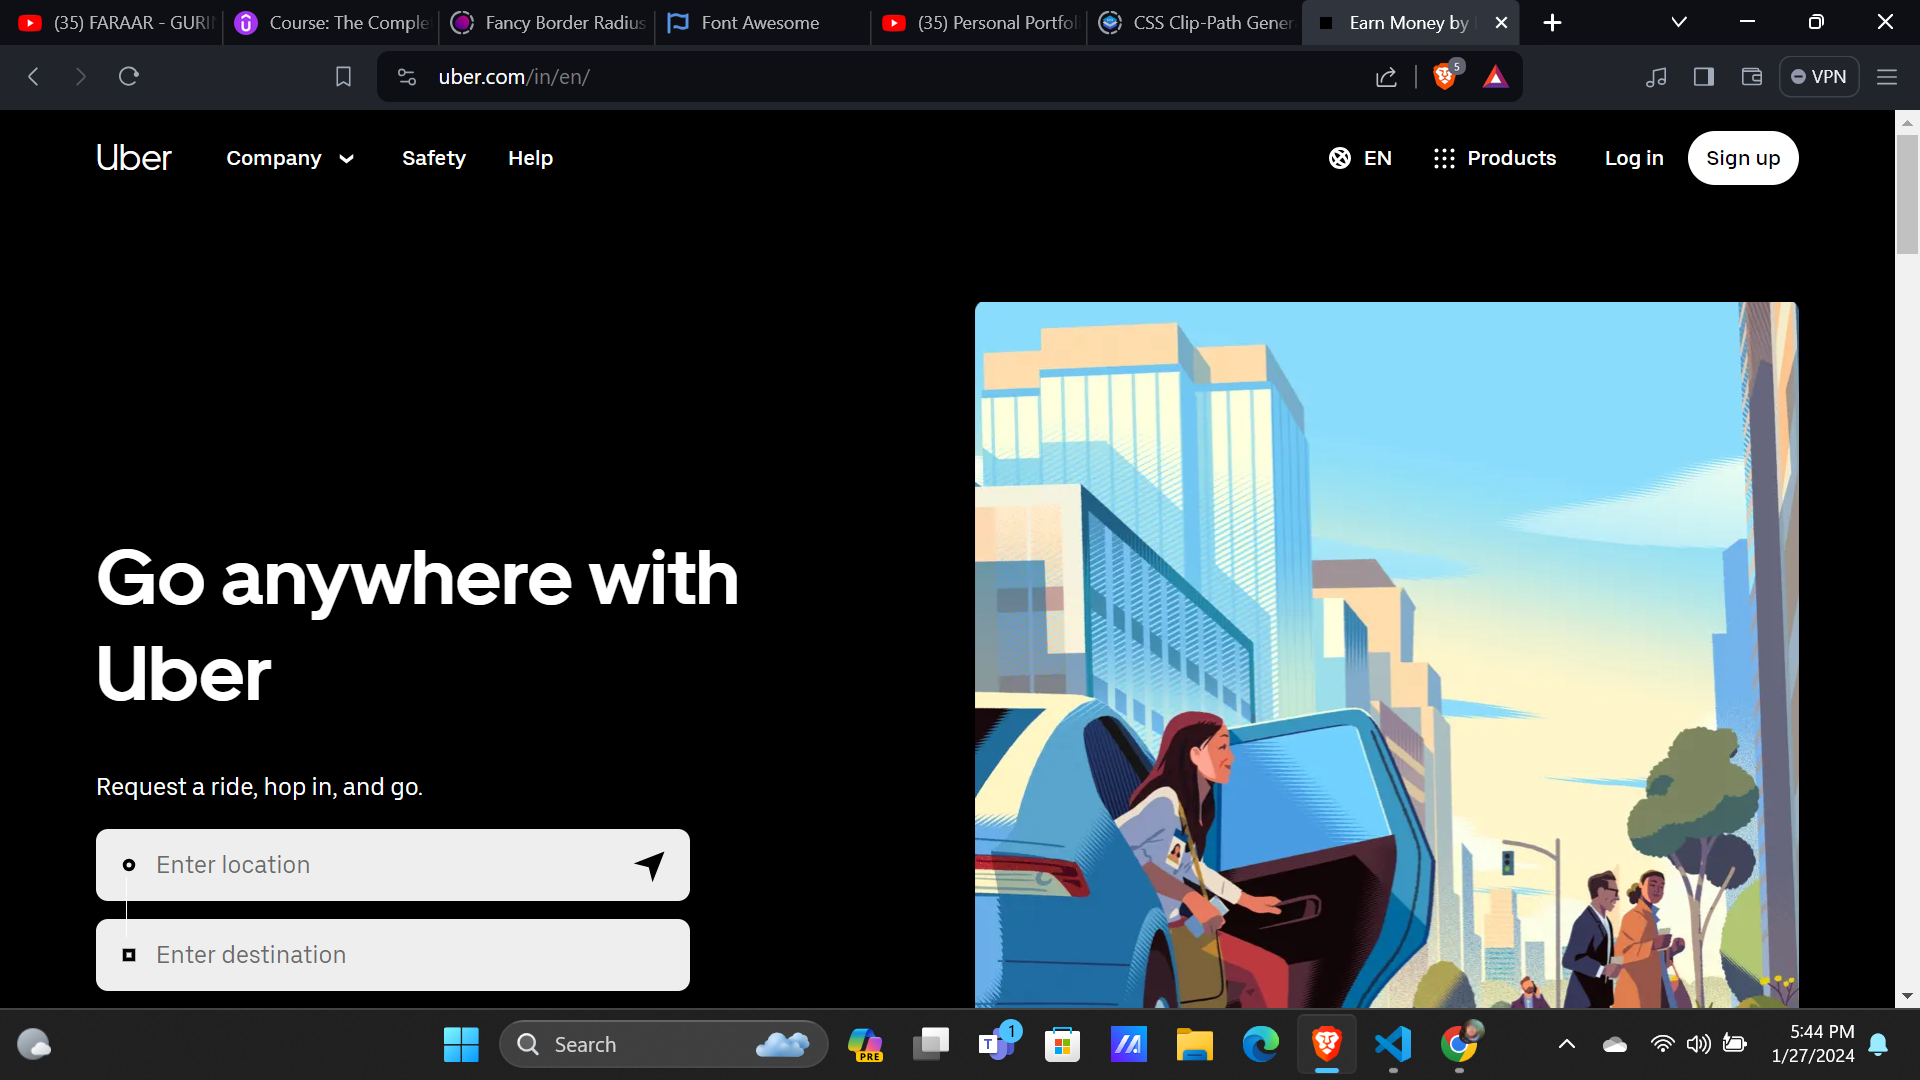 (35) FARAAR - GURI
Course: The Comple
Fancy Border Radius
Font Awesome
(35) Personal Portfol
CSS Clip-Path Gener
Earn Money by
uber.com/in/en/
5
VPN
Uber
Company
Safety
Help
EN
Products
Log in
Sign up
Go anywhere with
Uber
Request a ride, hop in, and go.
Enter location
Enter destination
Search
PRE
T
1
5:44 PM
1/27/2024